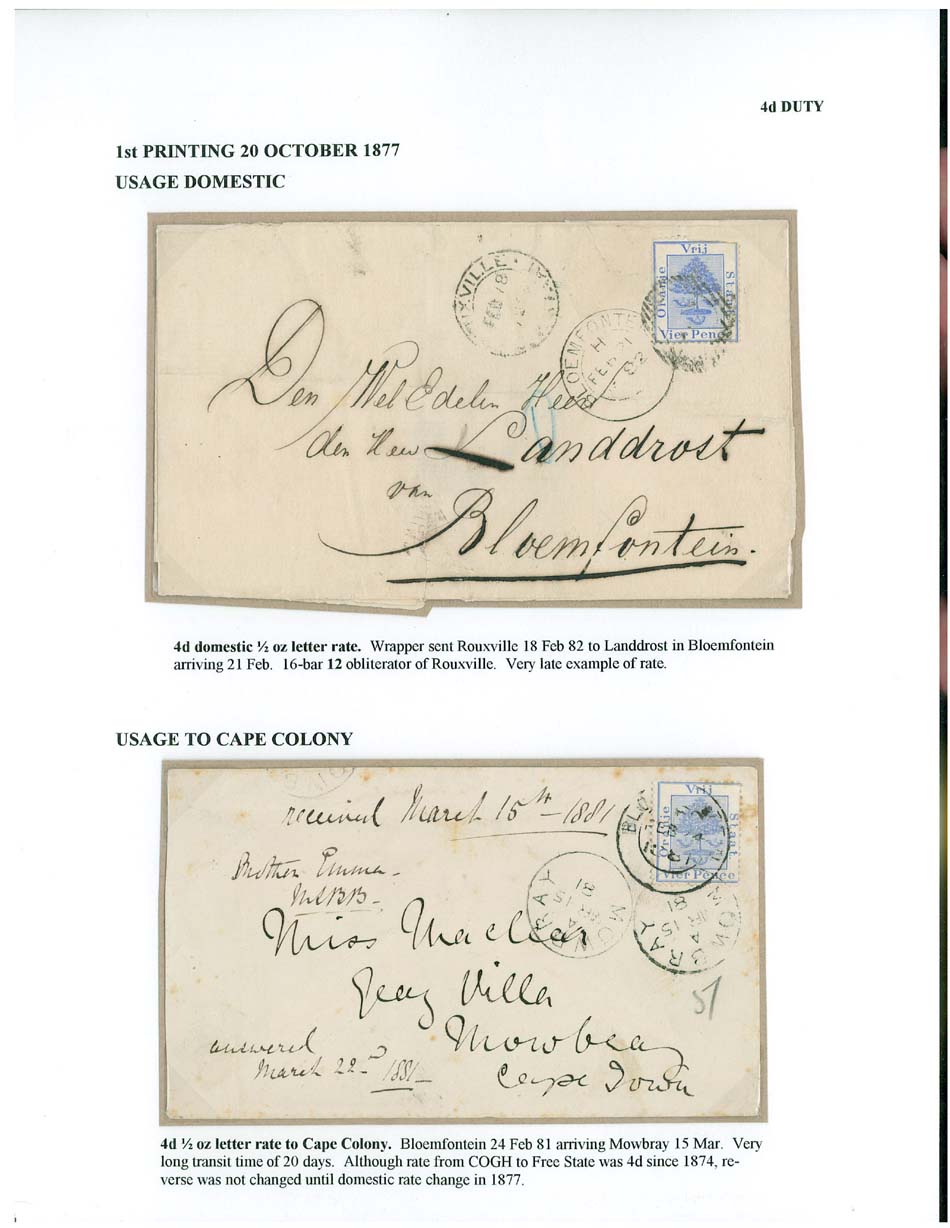 4d DUTY
1st PRINTING 20 OCTOBER 1877
USAGE DOMESTIC
Vrij
Oranje
Staat
Vier Pence
ROUXVILLE
FEB 18
BLOEMFONTEIN
H
FEB 21
82
Den Wel Edelen Heer
den Heer Landdrost
van
Bloemfontein.
4d domestic ½ oz letter rate. Wrapper sent Rouxville 18 Feb 82 to Landdrost in Bloemfontein
arriving 21 Feb. 16-bar 12 obliterator of Rouxville. Very late example of rate.
USAGE TO CAPE COLONY
received March 15th - 1881
Vrij
Oranje
Staat.
Vier Pence
Mother Emma -
MOWBRAY
MR 15
81
MOWBRAY
MR 15
81
Miss Maclear
Grey Villa
Mowbray
Cape Town
answered
March 22nd 1881 -
4d ½ oz letter rate to Cape Colony. Bloemfontein 24 Feb 81 arriving Mowbray 15 Mar. Very
long transit time of 20 days. Although rate from COGH to Free State was 4d since 1874, re-
verse was not changed until domestic rate change in 1877.